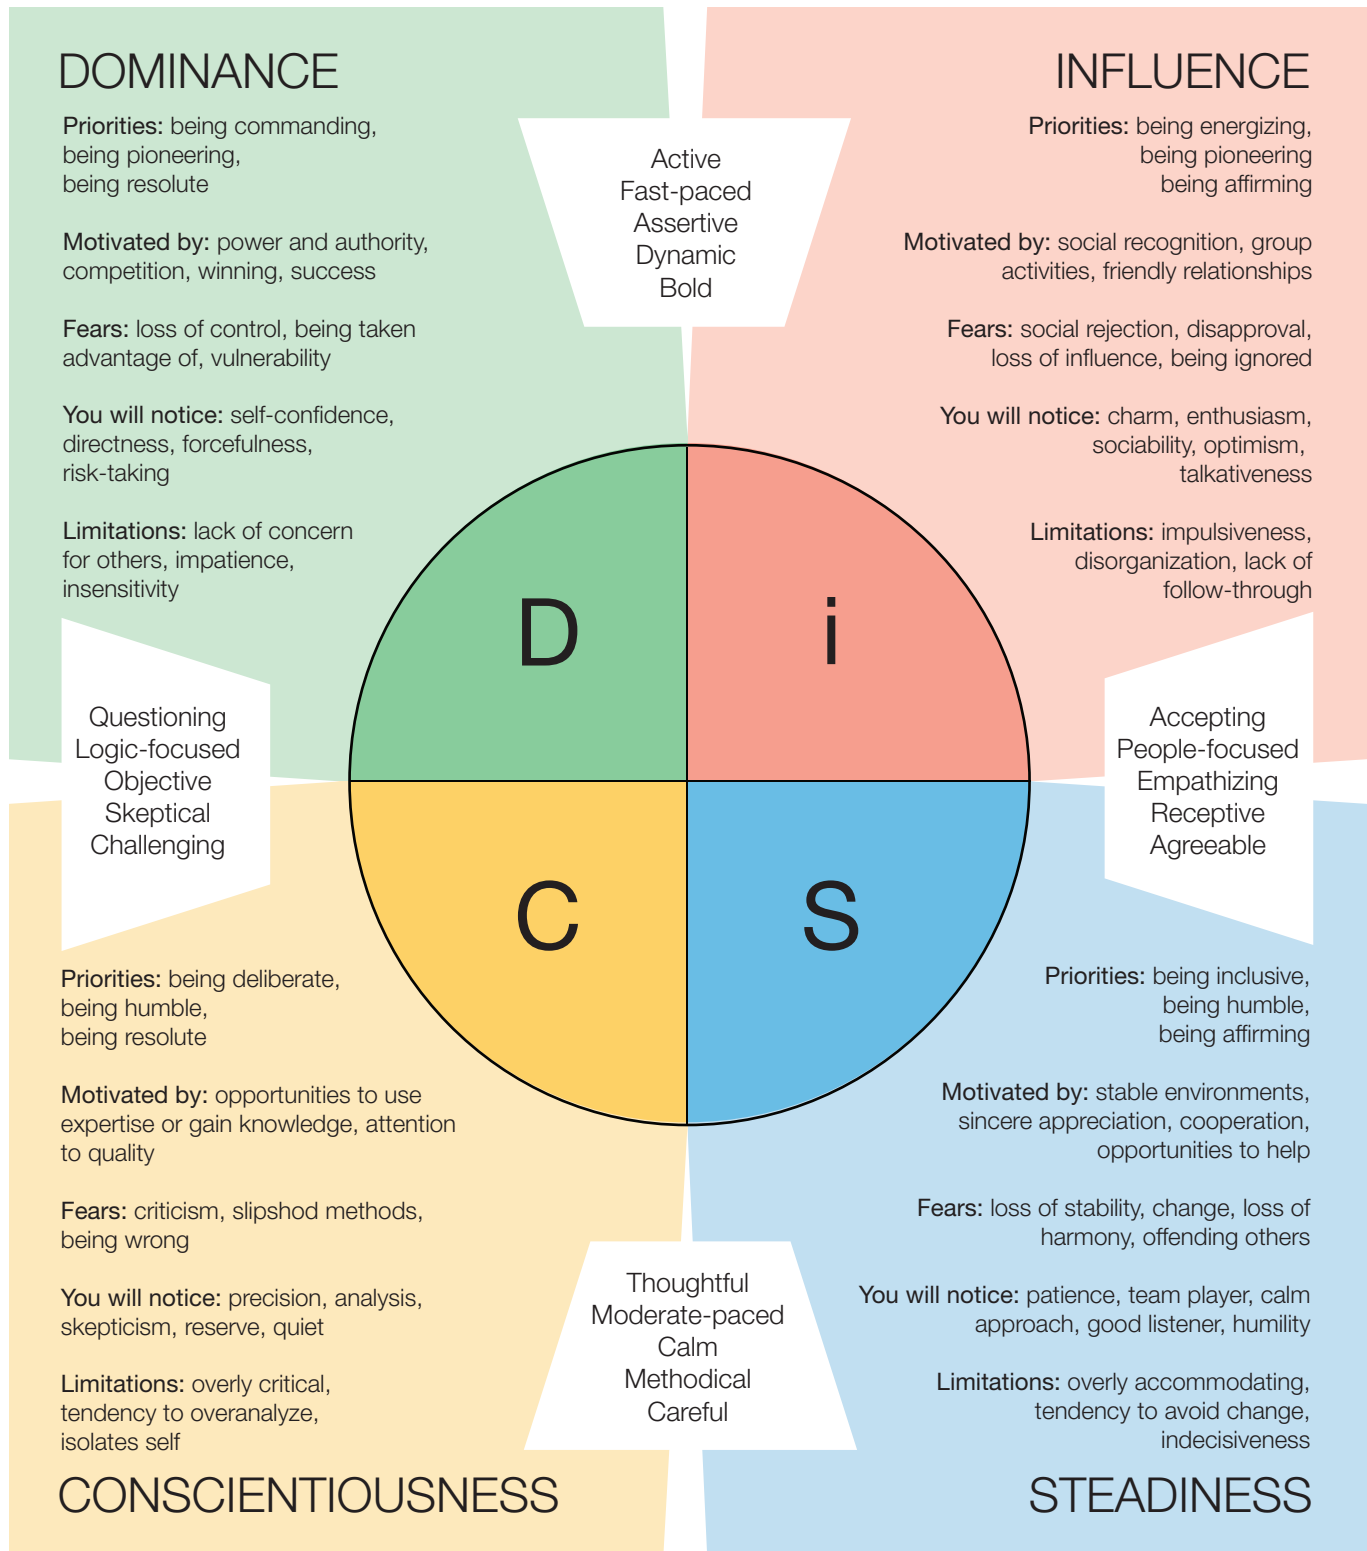 DOMINANCE
Priorities: being commanding,
being pioneering,
being resolute
Motivated by: power and authority,
competition, winning, success
Fears: loss of control, being taken
advantage of, vulnerability
You will notice: self-confidence,
directness, forcefulness,
risk-taking
Limitations: lack of concern
for others, impatience,
insensitivity
Active
Fast-paced
Assertive
Dynamic
Bold
INFLUENCE
Priorities: being energizing,
being pioneering
being affirming
Motivated by: social recognition, group
activities, friendly relationships
Fears: social rejection, disapproval,
loss of influence, being ignored
You will notice: charm, enthusiasm,
sociability, optimism,
talkativeness
Limitations: impulsiveness,
disorganization, lack of
follow-through
D
i
Questioning
Logic-focused
Objective
Skeptical
Challenging
Accepting
People-focused
Empathizing
Receptive
Agreeable
C
S
Priorities: being deliberate,
being humble,
being resolute
Motivated by: opportunities to use
expertise or gain knowledge, attention
to quality
Fears: criticism, slipshod methods,
being wrong
You will notice: precision, analysis,
skepticism, reserve, quiet
Limitations: overly critical,
tendency to overanalyze,
isolates self
CONSCIENTIOUSNESS
Thoughtful
Moderate-paced
Calm
Methodical
Careful
Priorities: being inclusive,
being humble,
being affirming
Motivated by: stable environments,
sincere appreciation, cooperation,
opportunities to help
Fears: loss of stability, change, loss of
harmony, offending others
You will notice: patience, team player, calm
approach, good listener, humility
Limitations: overly accommodating,
tendency to avoid change,
indecisiveness
STEADINESS